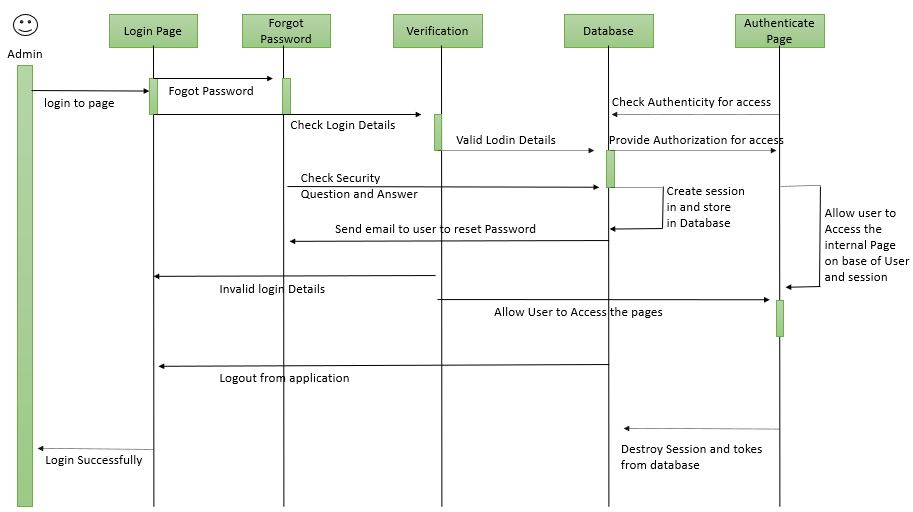 Login Page
Forgot
Password
Verification
Database
Authenticate
Page
Admin
login to page
Fogot Password
Check Authenticity for access
Check Login Details
Valid Lodin Details
Provide Authorization for access
Check Security
Question and Answer
Create session
in and store
in Database
Allow user to
Access the
internal Page
on base of User
and session
Send email to user to reset Password
Invalid login Details
Allow User to Access the pages
Logout from application
Login Successfully
Destroy Session and tokes
from database